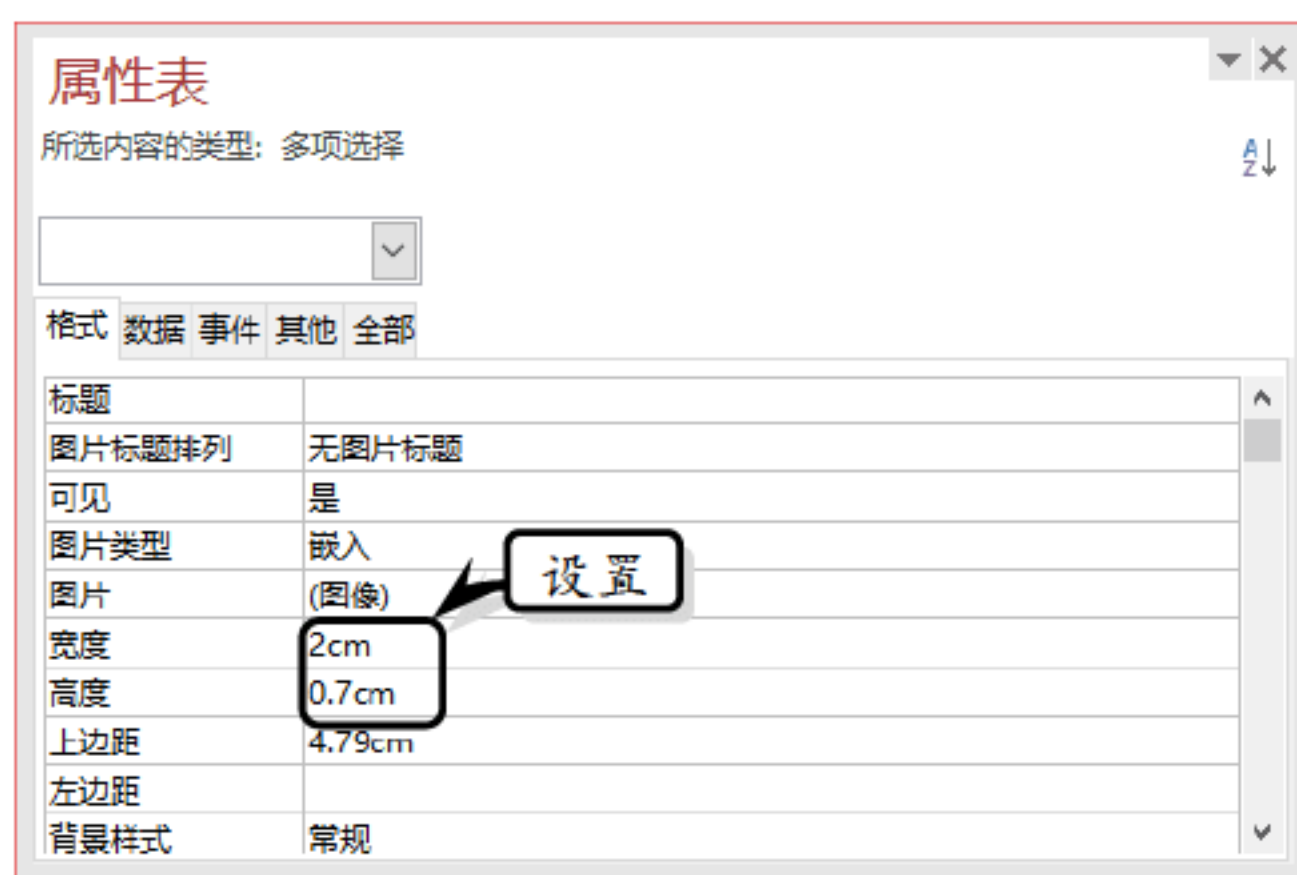 属性表
所选内容的类型: 多项选择
格式 数据 事件 其他 全部
标题
图片标题排列 无图片标题
可见 是
图片类型 嵌入
设置
图片 (图像)
宽度 2cm
高度 0.7cm
上边距 4.79cm
左边距
背景样式 常规